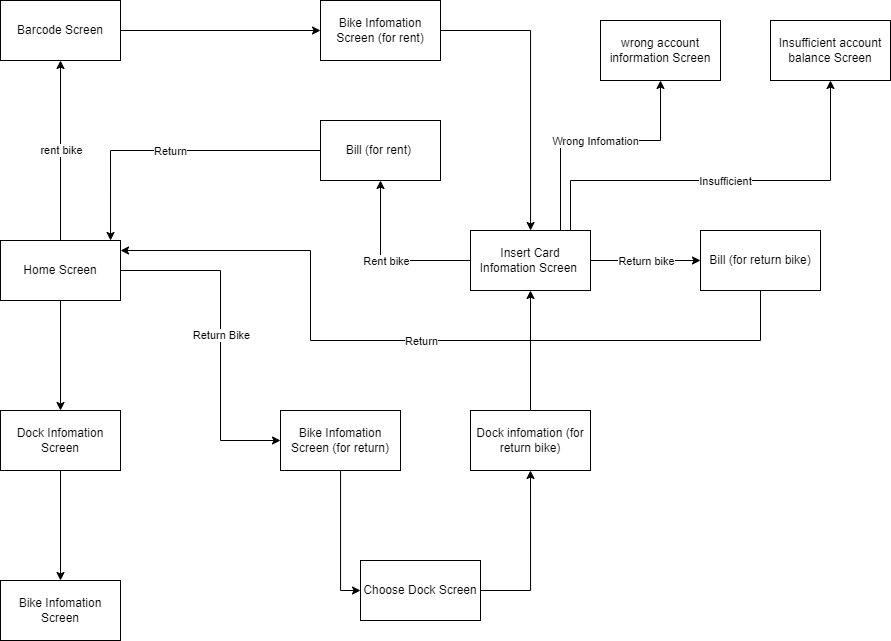 Barcode Screen
Bike Infomation
Screen (for rent)
wrong account
information Screen
Insufficient account
balance Screen
rent bike
Return
Bill (for rent)
Wrong Infomation
Insufficient
Home Screen
Rent bike
Insert Card
Infomation Screen
Return bike
Bill (for return bike)
Return Bike
Return
Dock Infomation
Screen
Bike Infomation
Screen (for return)
Dock infomation (for
return bike)
Bike Infomation
Screen
Choose Dock Screen